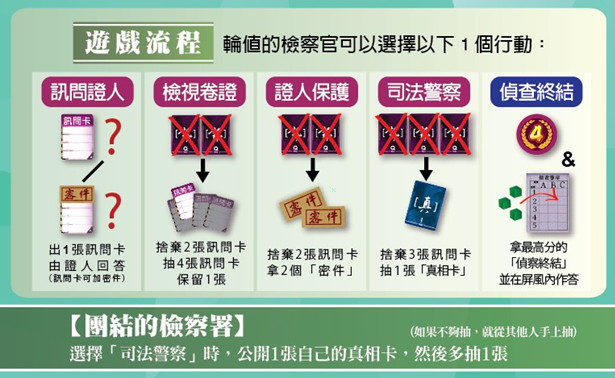 遊戲流程 輪值的檢察官可以選擇以下1個行動：
訊問證人
訊問卡
?
密件
?
出1張訊問卡
由證人回答
(訊問卡可加密件)
檢視卷證
訊問卡
捨棄2張訊問卡
抽4張訊問卡
保留1張
證人保護
密件
密件
捨棄2張訊問卡
拿2個「密件」
司法警察
【真】
捨棄3張訊問卡
抽1張「真相卡」
偵查終結
4
&
A B C
1
2
3
4
5
拿最高分的
「偵察終結」
並在屏風內作答
【團結的檢察署】
(如果不夠抽，就從其他人手上抽)
選擇「司法警察」時，公開1張自己的真相卡，然後多抽1張